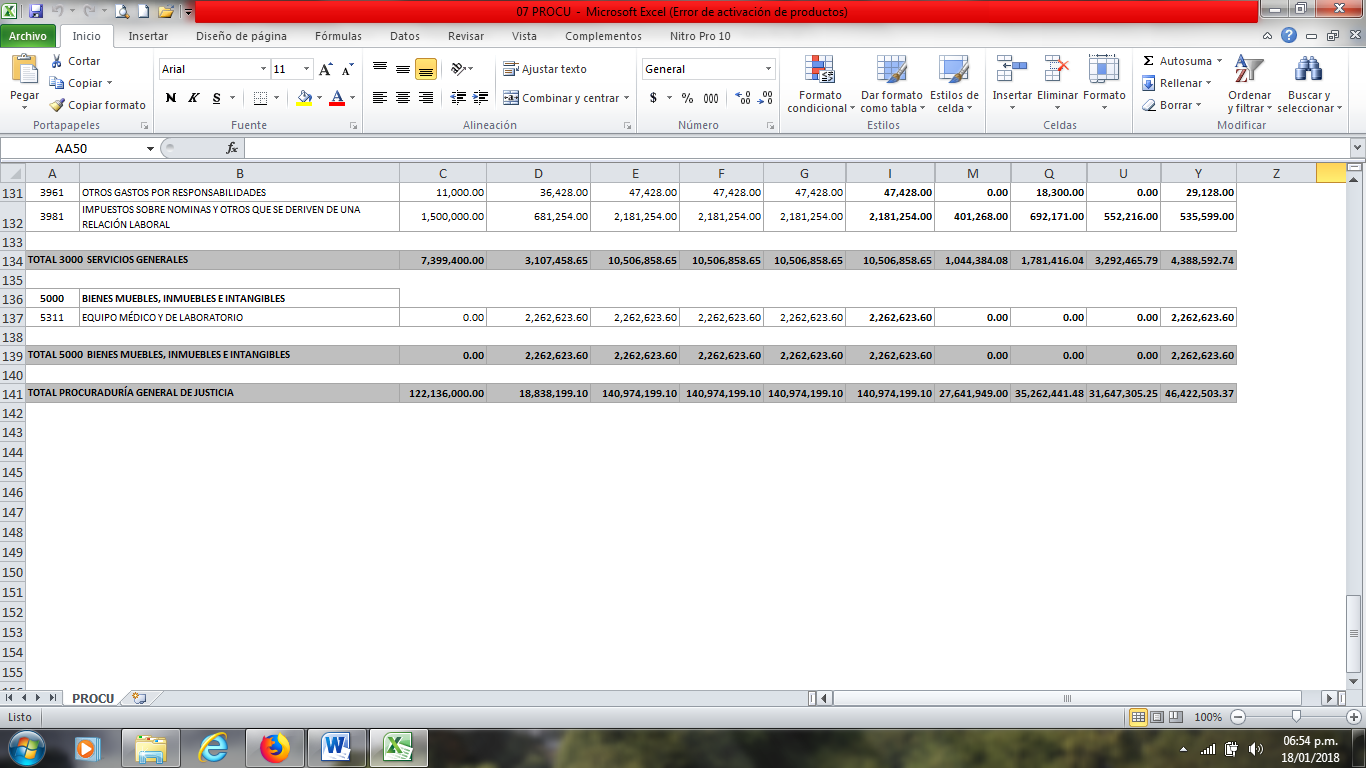 07 PROCU - Microsoft Excel (Error de activación de productos)
Archivo Inicio Insertar Diseño de página Fórmulas Datos Revisar Vista Complementos Nitro Pro 10
Pegar
Cortar
Copiar
Copiar formato
Portapapeles
Arial 11
N K S
Fuente
Ajustar texto
Combinar y centrar
Alineación
General
$ % 000
Número
Formato condicional
Dar formato como tabla
Estilos de celda
Estilos
Insertar Eliminar Formato
Celdas
Autosuma
Rellenar
Borrar
Ordenar y filtrar
Buscar y seleccionar
Modificar
AA50 fx
A B C D E F G I M Q U Y Z
131 3961 OTROS GASTOS POR RESPONSABILIDADES 11,000.00 36,428.00 47,428.00 47,428.00 47,428.00 47,428.00 0.00 18,300.00 0.00 29,128.00
132 3981 IMPUESTOS SOBRE NOMINAS Y OTROS QUE SE DERIVEN DE UNA
RELACIÓN LABORAL 1,500,000.00 681,254.00 2,181,254.00 2,181,254.00 2,181,254.00 2,181,254.00 401,268.00 692,171.00 552,216.00 535,599.00
133
134 TOTAL 3000 SERVICIOS GENERALES 7,399,400.00 3,107,458.65 10,506,858.65 10,506,858.65 10,506,858.65 10,506,858.65 1,044,384.08 1,781,416.04 3,292,465.79 4,388,592.74
135
136 5000 BIENES MUEBLES, INMUEBLES E INTANGIBLES
137 5311 EQUIPO MÉDICO Y DE LABORATORIO 0.00 2,262,623.60 2,262,623.60 2,262,623.60 2,262,623.60 2,262,623.60 0.00 0.00 0.00 2,262,623.60
138
139 TOTAL 5000 BIENES MUEBLES, INMUEBLES E INTANGIBLES 0.00 2,262,623.60 2,262,623.60 2,262,623.60 2,262,623.60 2,262,623.60 0.00 0.00 0.00 2,262,623.60
140
141 TOTAL PROCURADURÍA GENERAL DE JUSTICIA 122,136,000.00 18,838,199.10 140,974,199.10 140,974,199.10 140,974,199.10 140,974,199.10 27,641,949.00 35,262,441.48 31,647,305.25 46,422,503.37
142
143
144
145
146
147
148
149
150
151
152
153
154
155
PROCU
Listo 100%
06:54 p.m.
18/01/2018